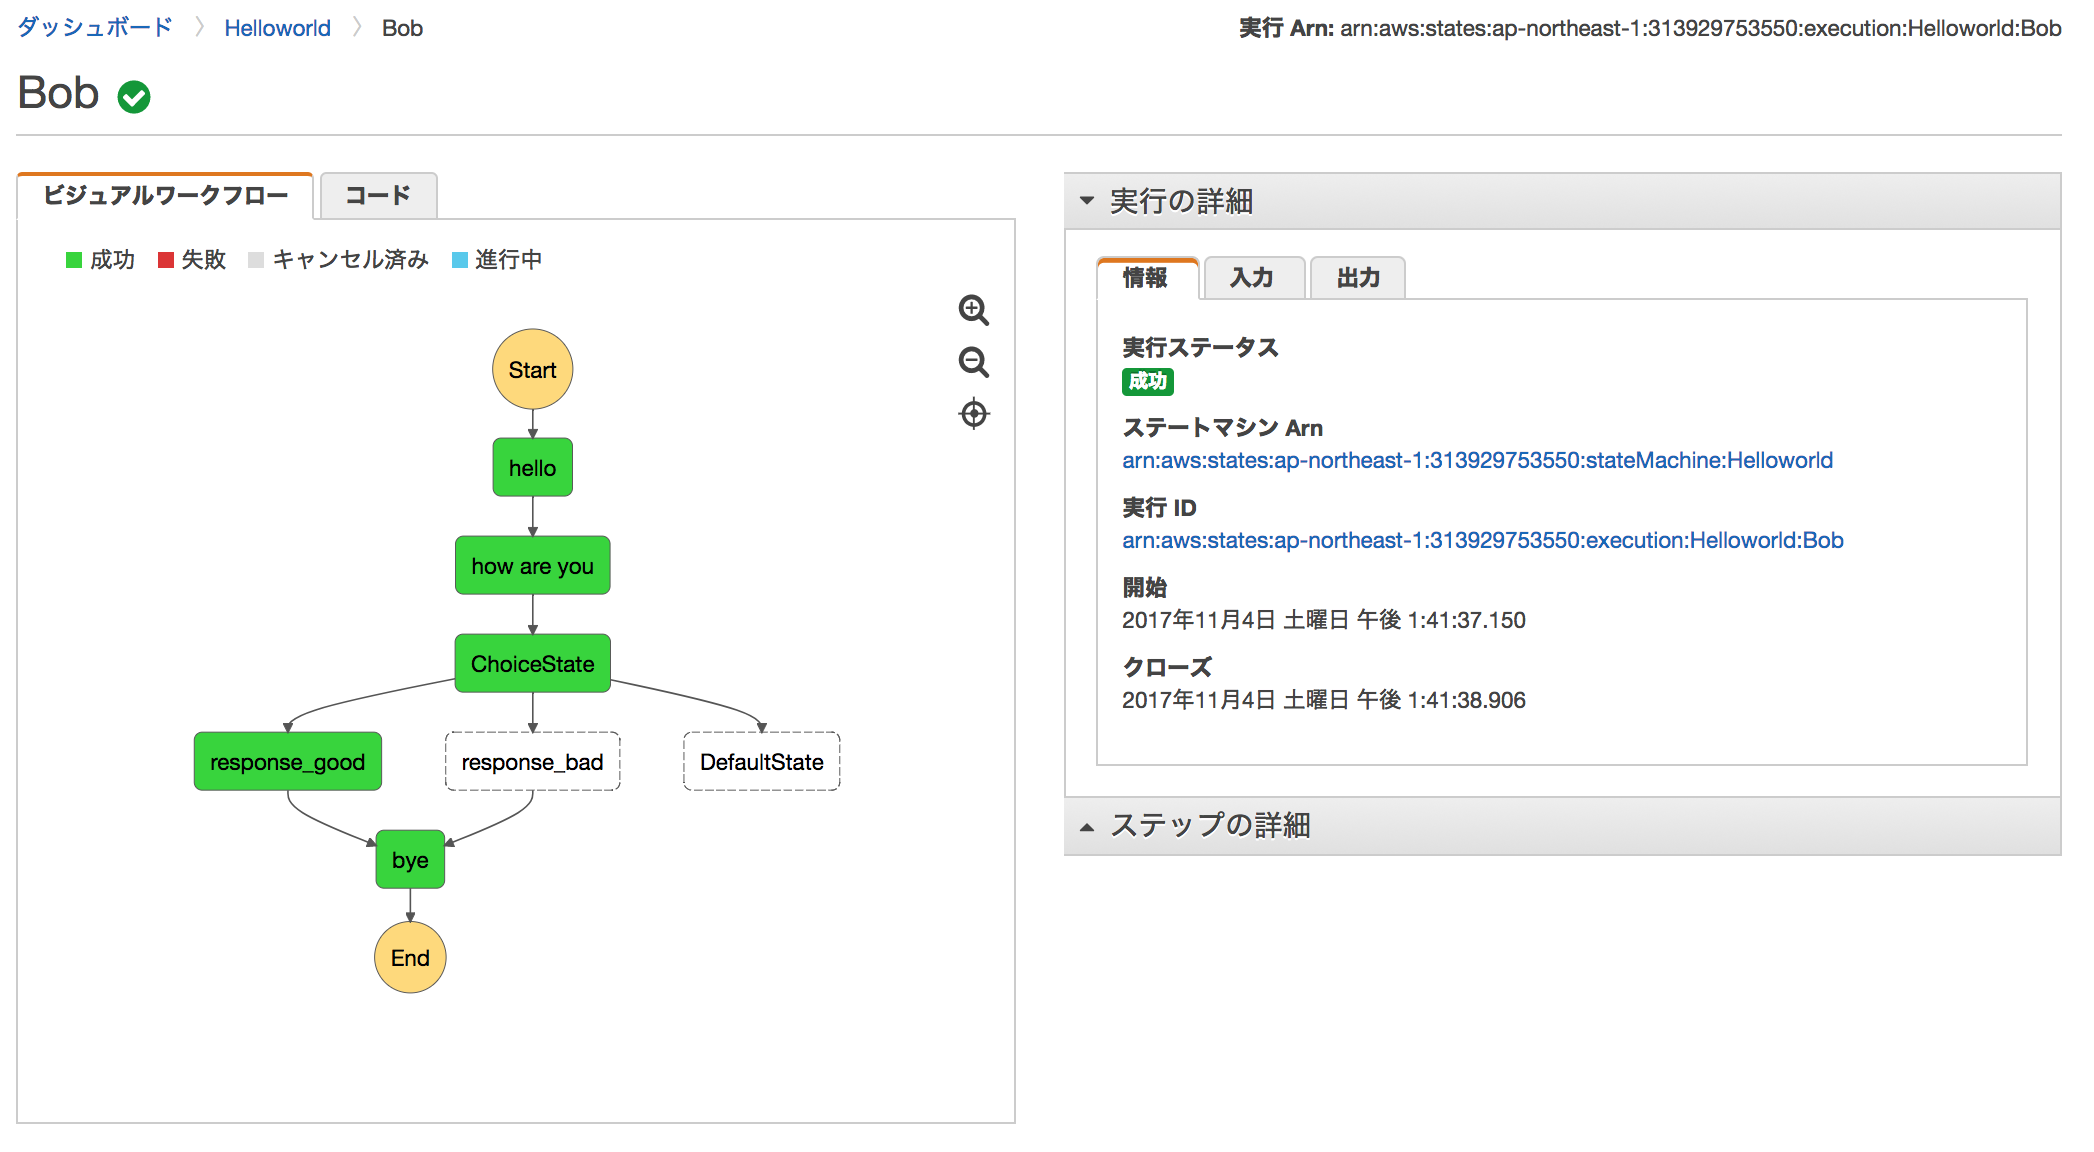 ダッシュボード Helloworld Bob
実行 Arn: arn:aws:states:ap-northeast-1:313929753550:execution:Helloworld:Bob
Bob
ビジュアルワークフロー コード
成功 失敗 キャンセル済み 進行中
Start
hello
how are you
ChoiceState
response_good response_bad DefaultState
bye
End
実行の詳細
情報 入力 出力
実行ステータス
成功
ステートマシン Arn
arn:aws:states:ap-northeast-1:313929753550:stateMachine:Helloworld
実行 ID
arn:aws:states:ap-northeast-1:313929753550:execution:Helloworld:Bob
開始
2017年11月4日 土曜日 午後 1:41:37.150
クローズ
2017年11月4日 土曜日 午後 1:41:38.906
ステップの詳細